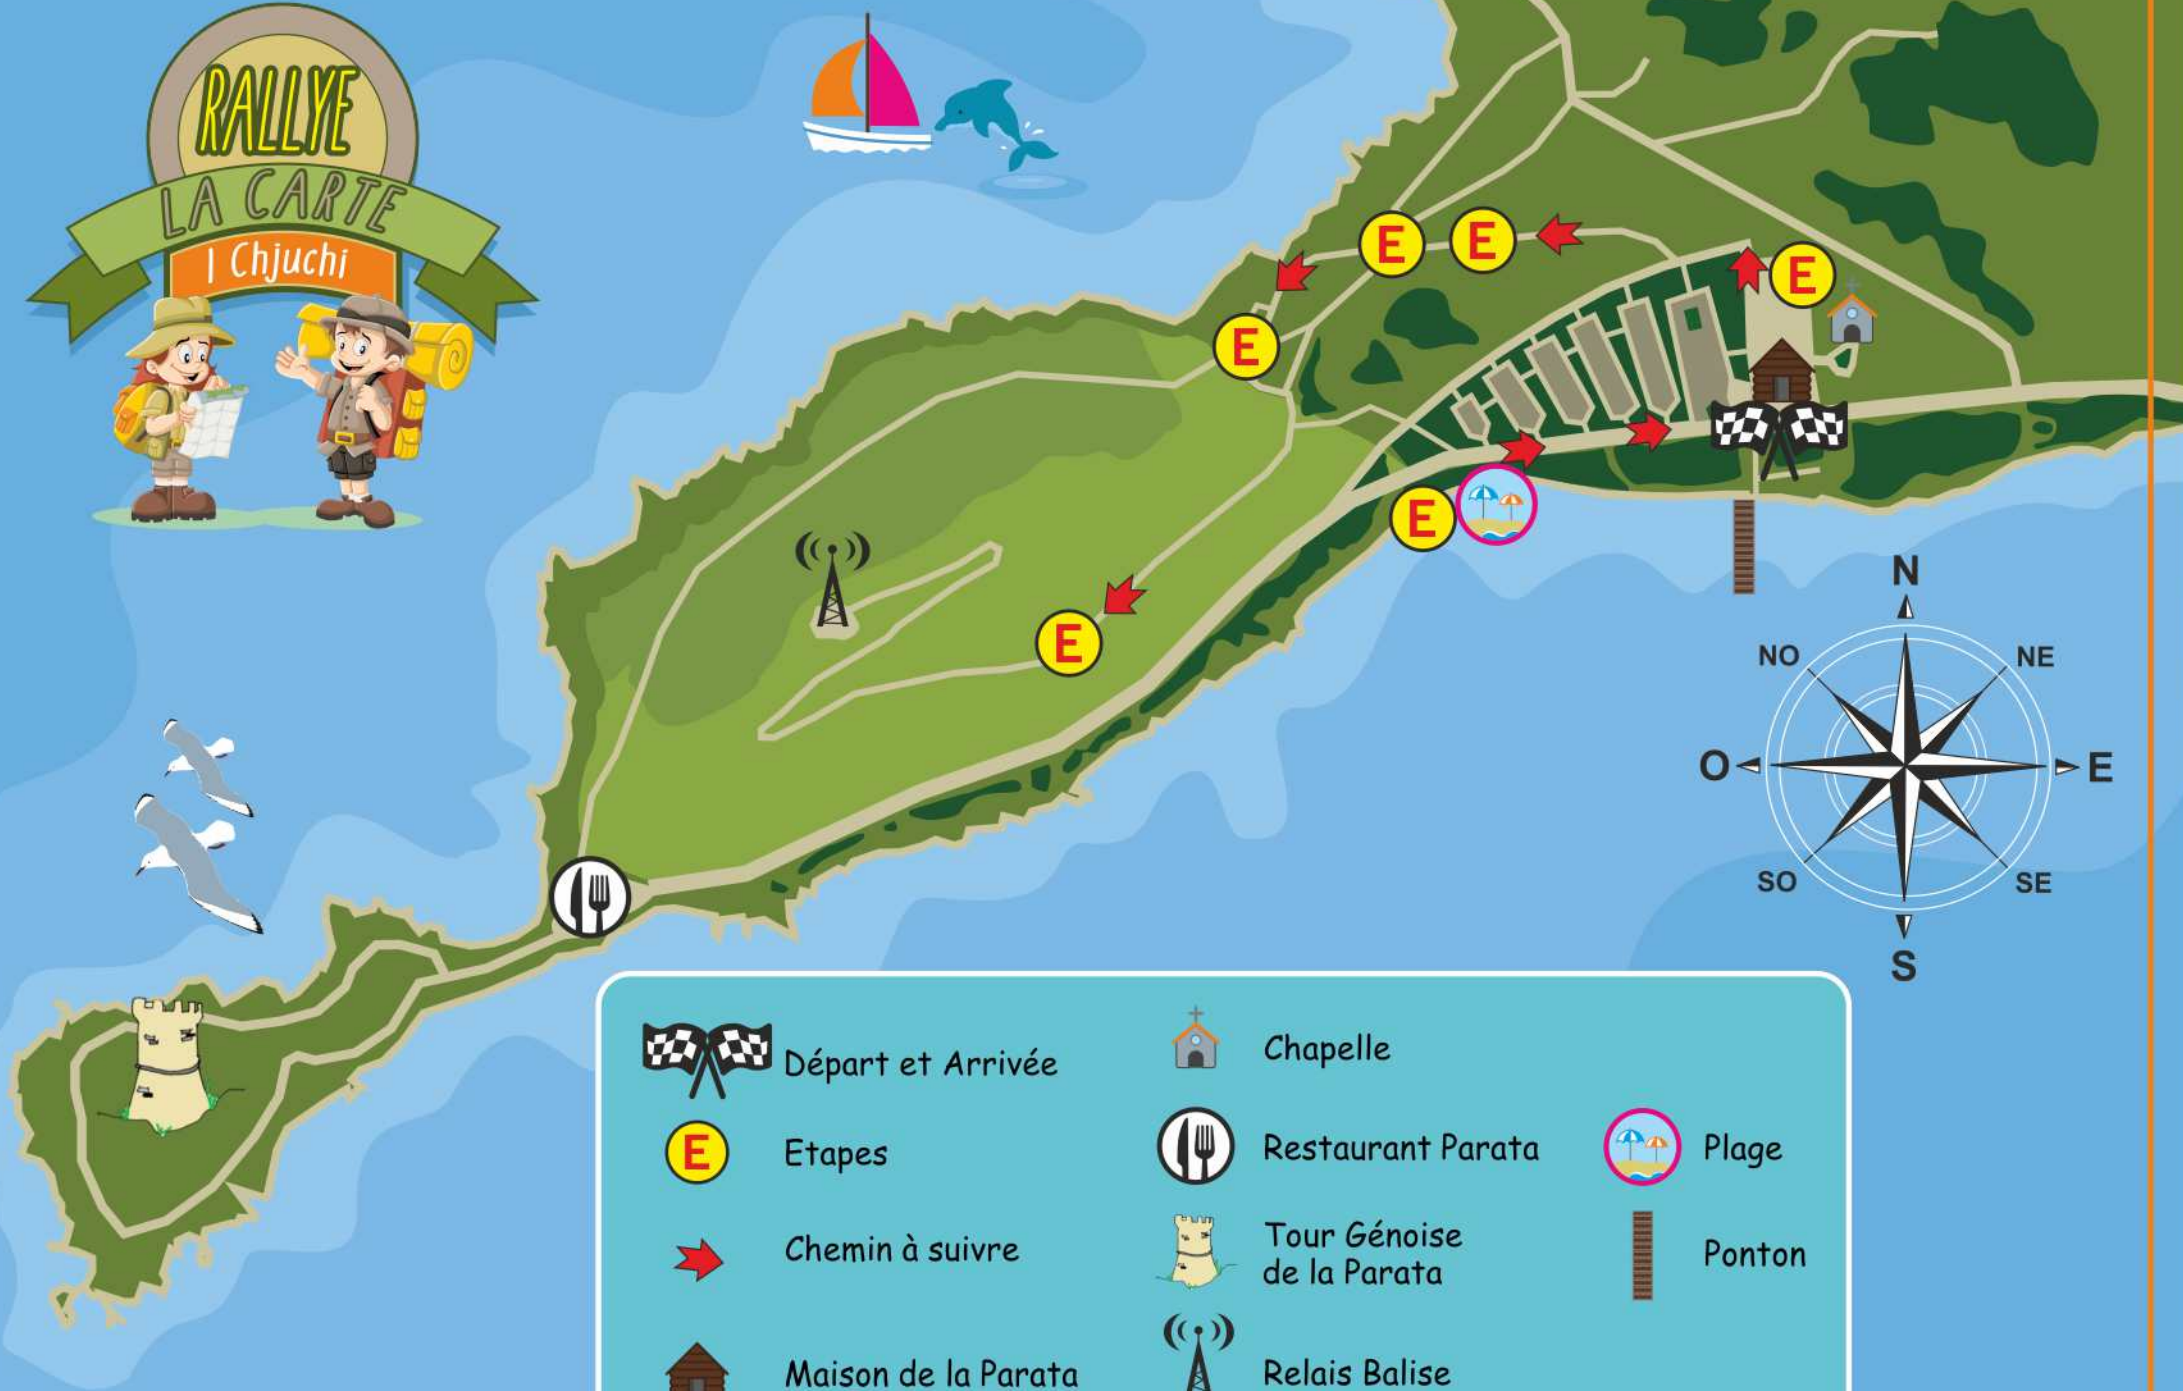 RALLYE
LA CARTE
I Chjuchi
E
E
E
E
E
E
N
NO
NE
O
E
SO
SE
S
Départ et Arrivée
Chapelle
E
Etapes
Restaurant Parata
Plage
Chemin à suivre
Tour Génoise
de la Parata
Ponton
Maison de la Parata
Relais Balise